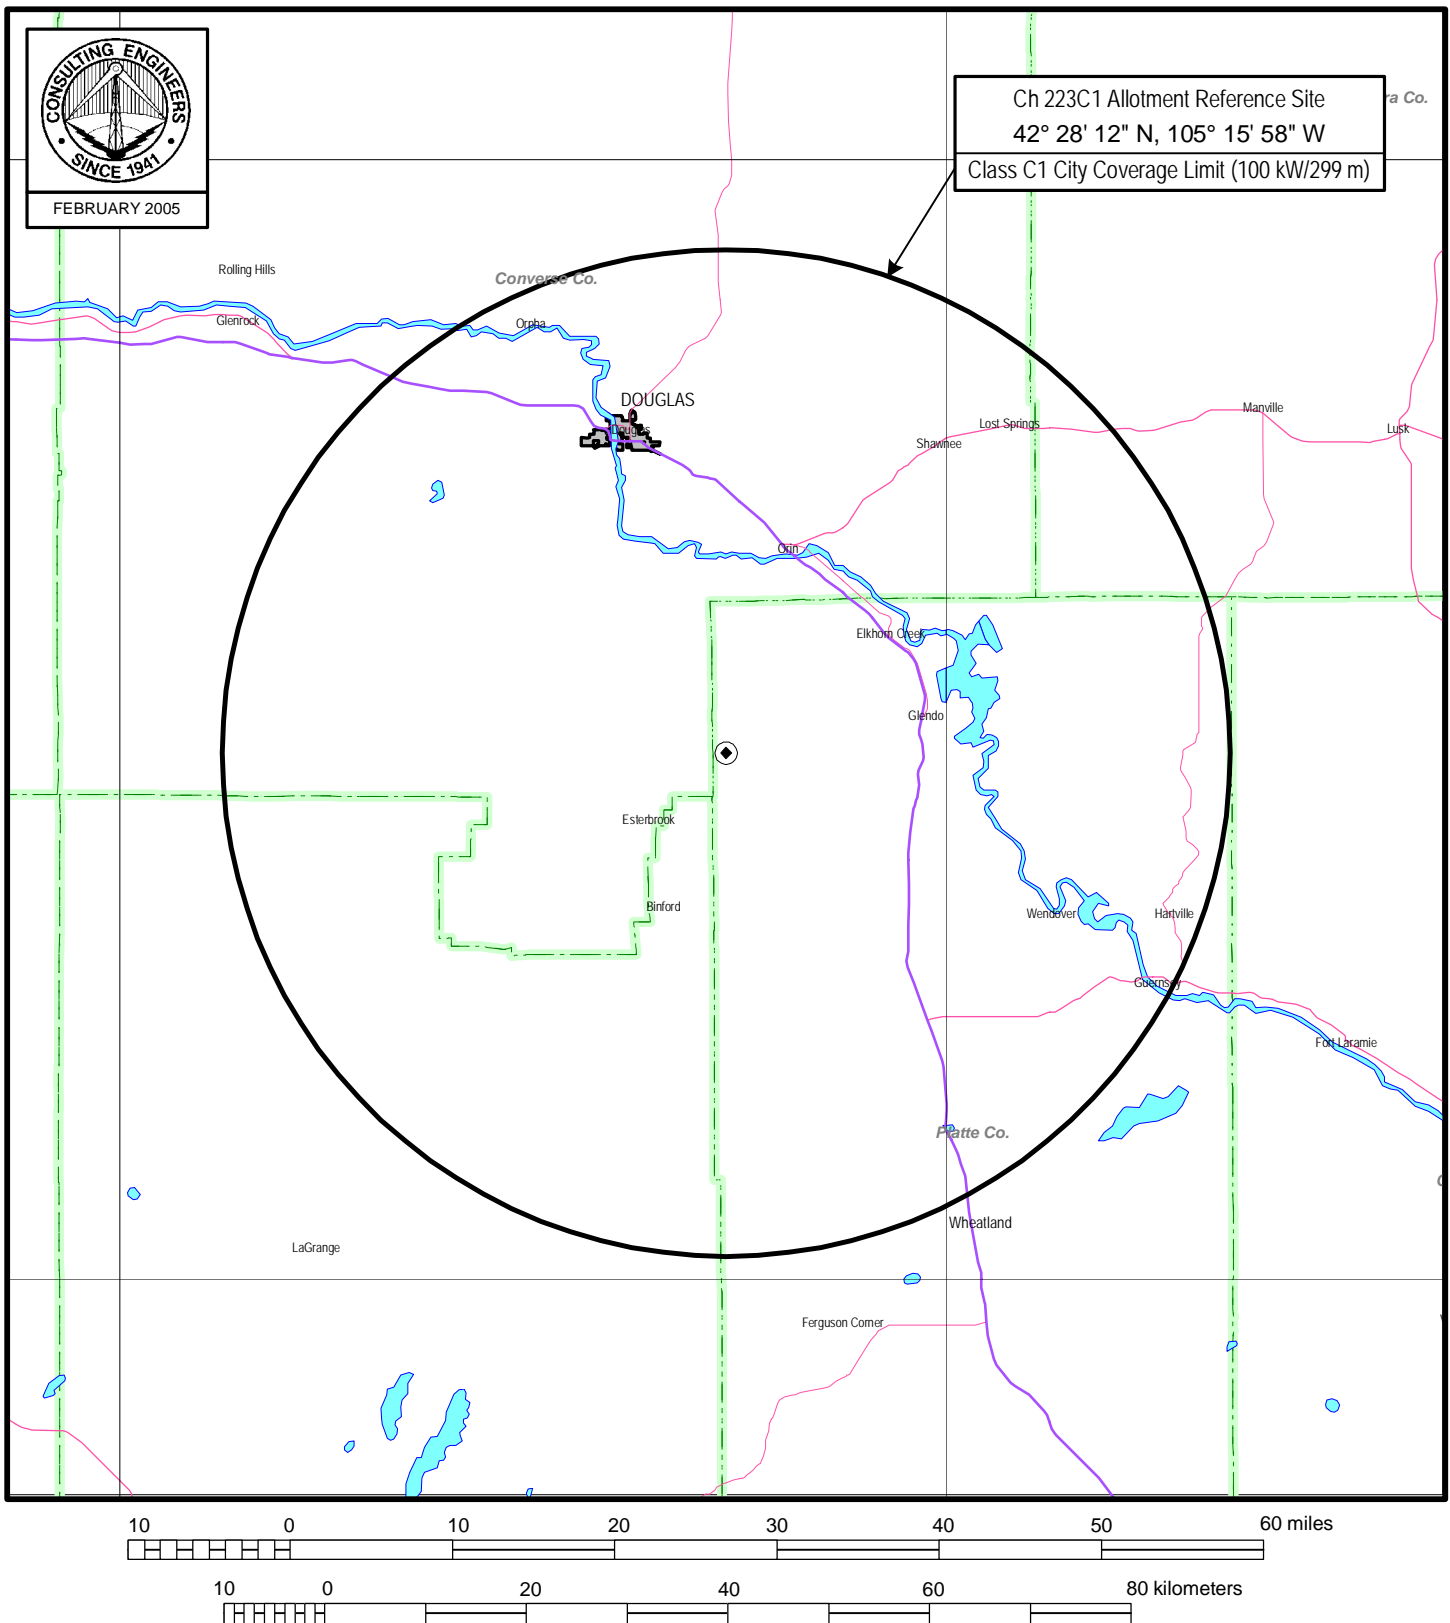 CONSULTING ENGINEERS
SINCE 1941
FEBRUARY 2005
Ch 223C1 Allotment Reference Site
42° 28' 12" N, 105° 15' 58" W
Class C1 City Coverage Limit (100 kW/299 m)
ra Co.
Rolling Hills
Converse Co.
Glenrock
Orpha
DOUGLAS
Douglas
Manville
Lost Springs
Lusk
Shawnee
Orin
Elkhorn Creek
Glendo
Esterbrook
Binford
Wendover
Hartville
Guernsey
Fort Laramie
Platte Co.
Wheatland
LaGrange
Ferguson Corner
10 0 10 20 30 40 50 60 miles
10 0 20 40 60 80 kilometers